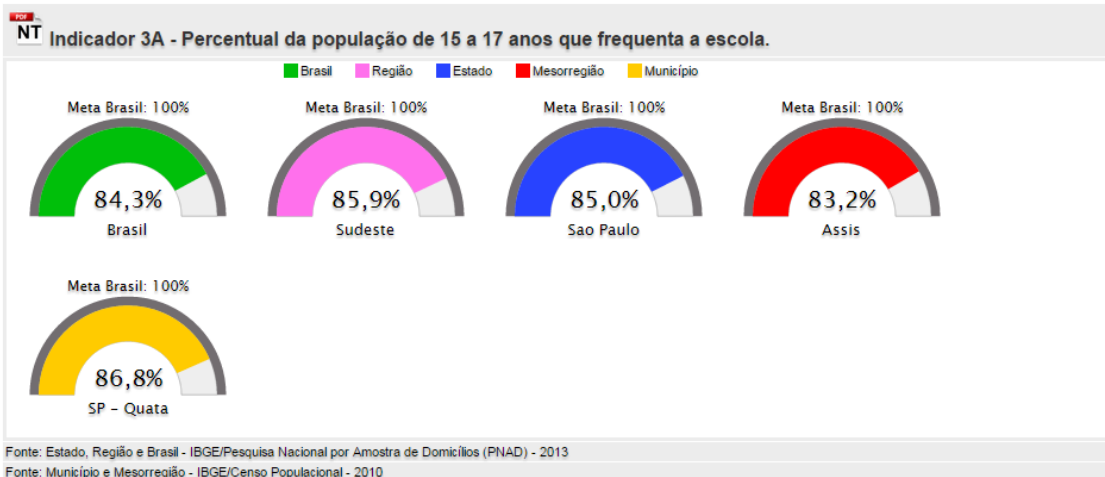 PDF
NT Indicador 3A - Percentual da população de 15 a 17 anos que frequenta a escola.
Brasil Região Estado Mesorregião Município
Meta Brasil: 100% Meta Brasil: 100% Meta Brasil: 100% Meta Brasil: 100%
84,3% 85,9% 85,0% 83,2%
Brasil Sudeste Sao Paulo Assis
Meta Brasil: 100%
86,8%
SP - Quata
Fonte: Estado, Região e Brasil - IBGE/Pesquisa Nacional por Amostra de Domicílios (PNAD) - 2013
Fonte: Município e Mesorregião - IBGE/Censo Populacional - 2010